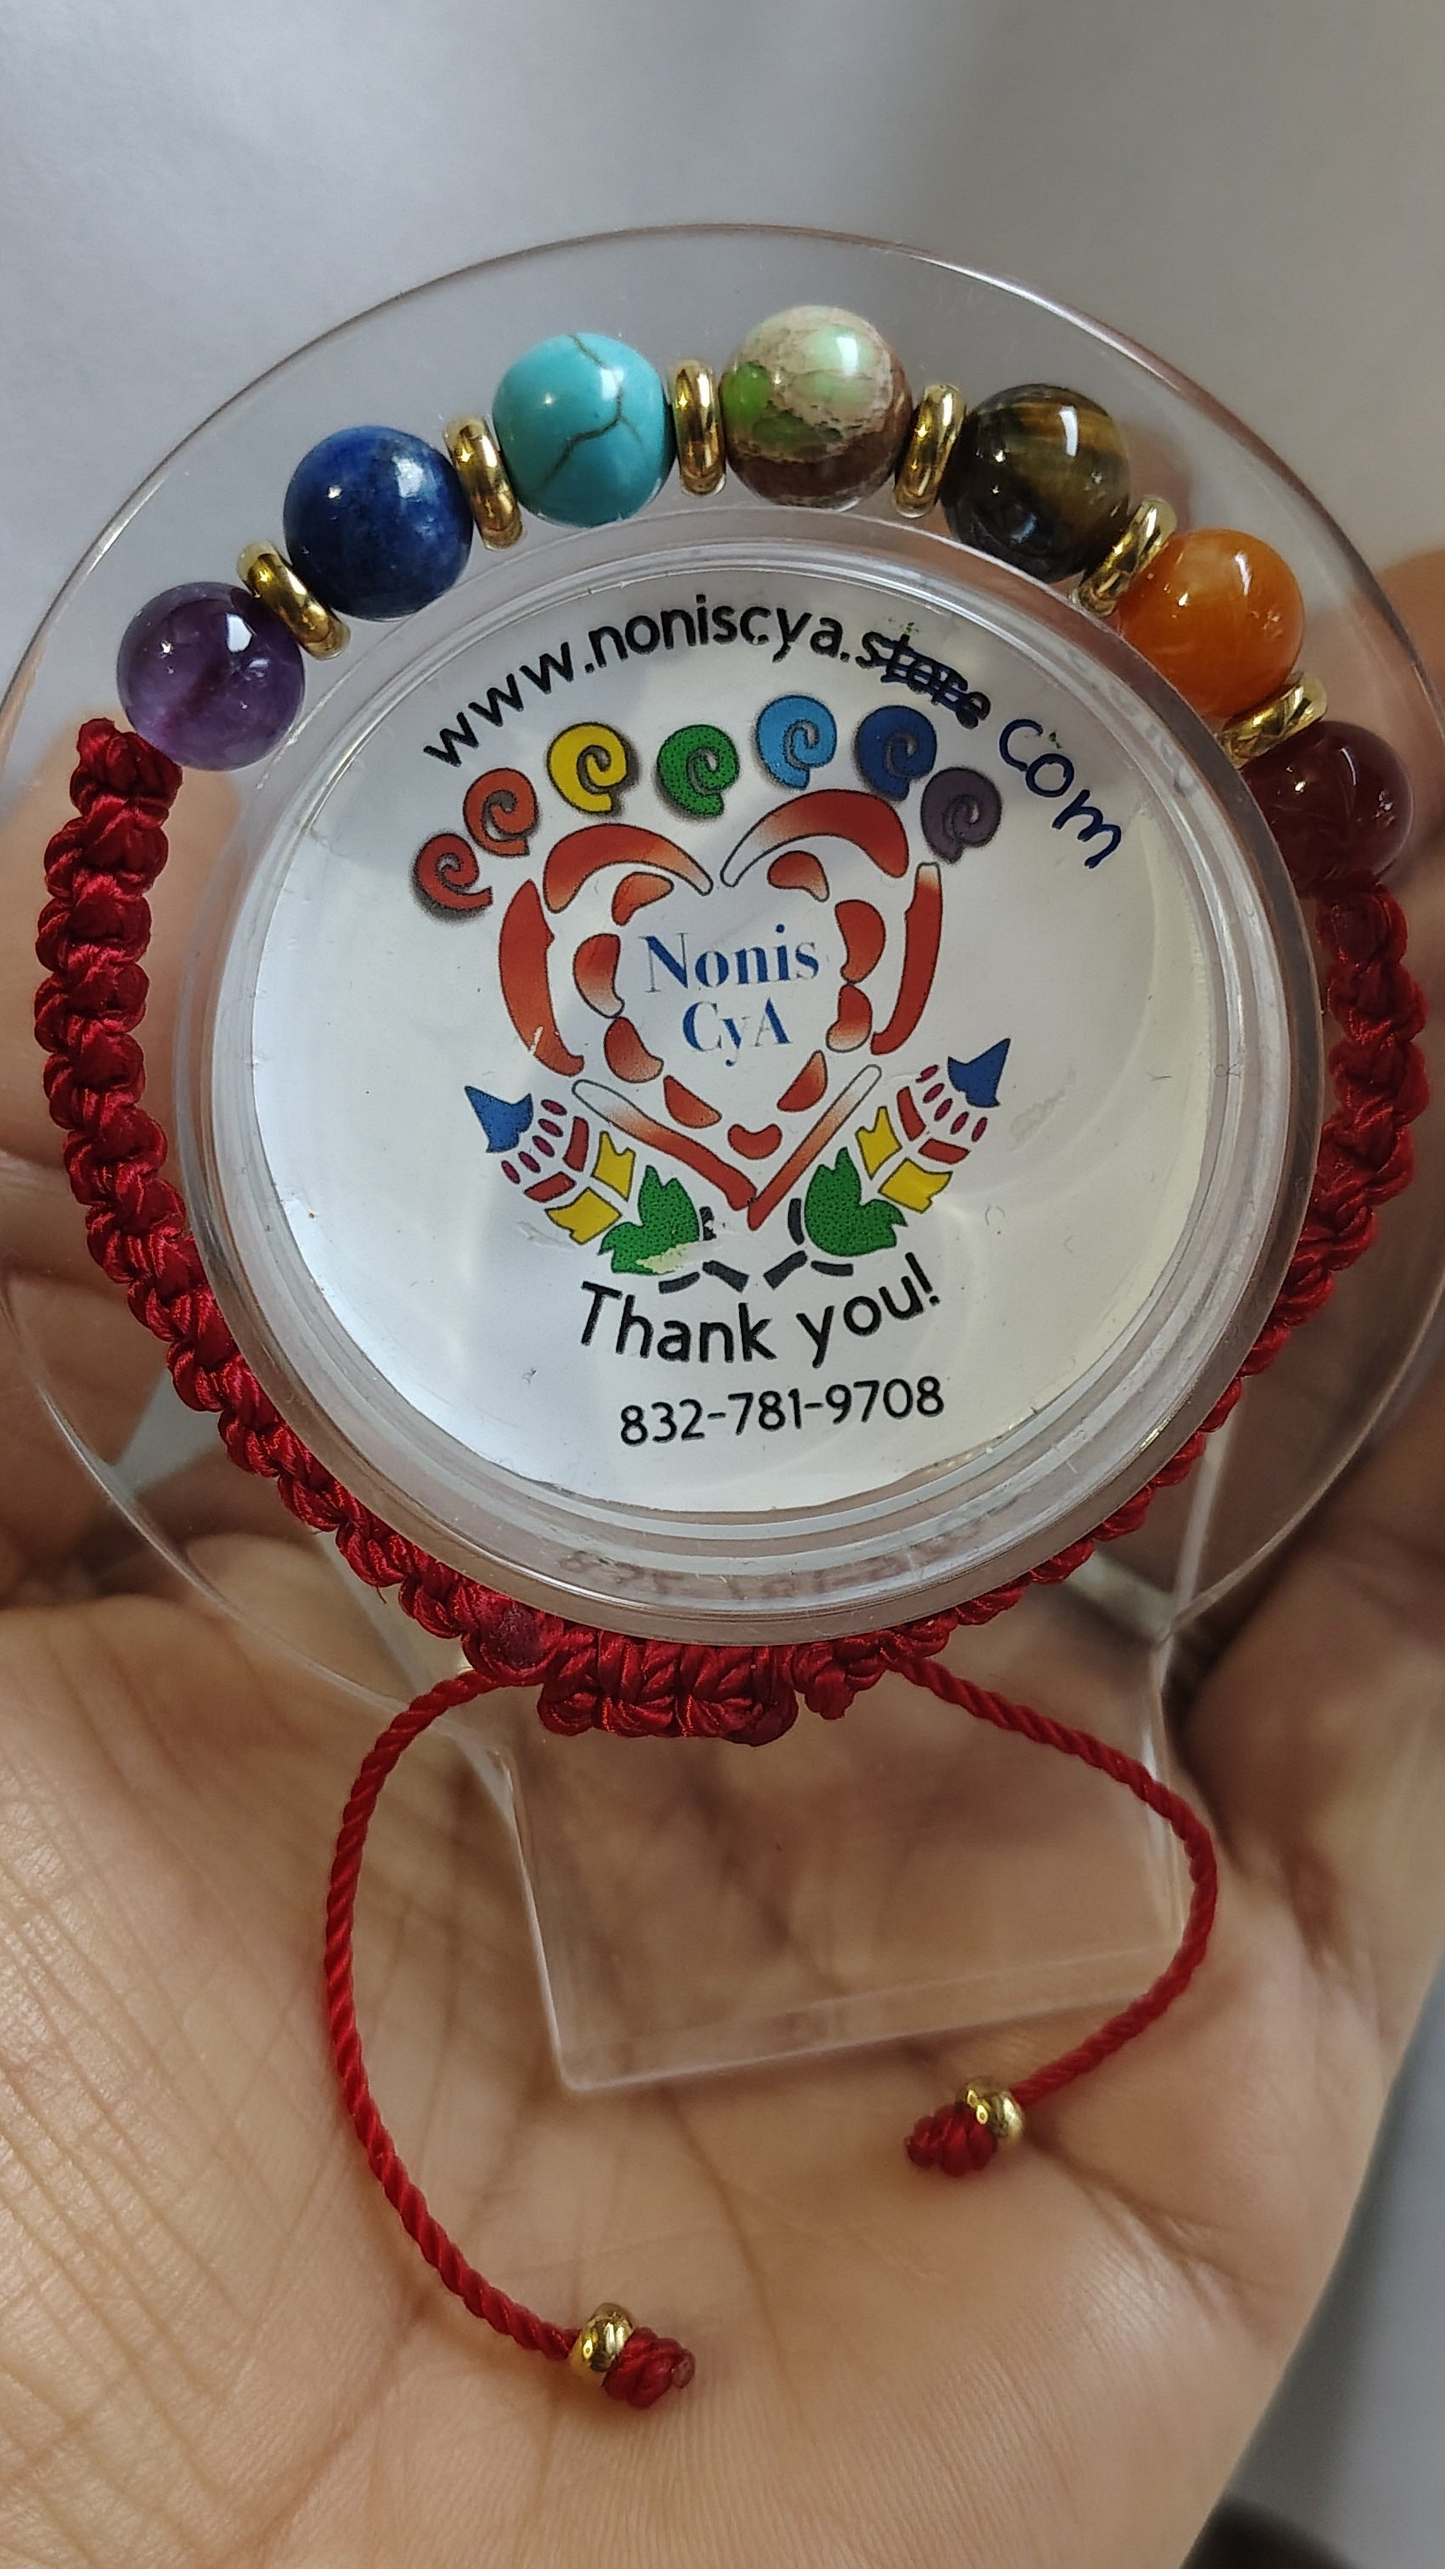 www.noniscya.store com
Nonis
CyA
Thank you!
832-781-9708